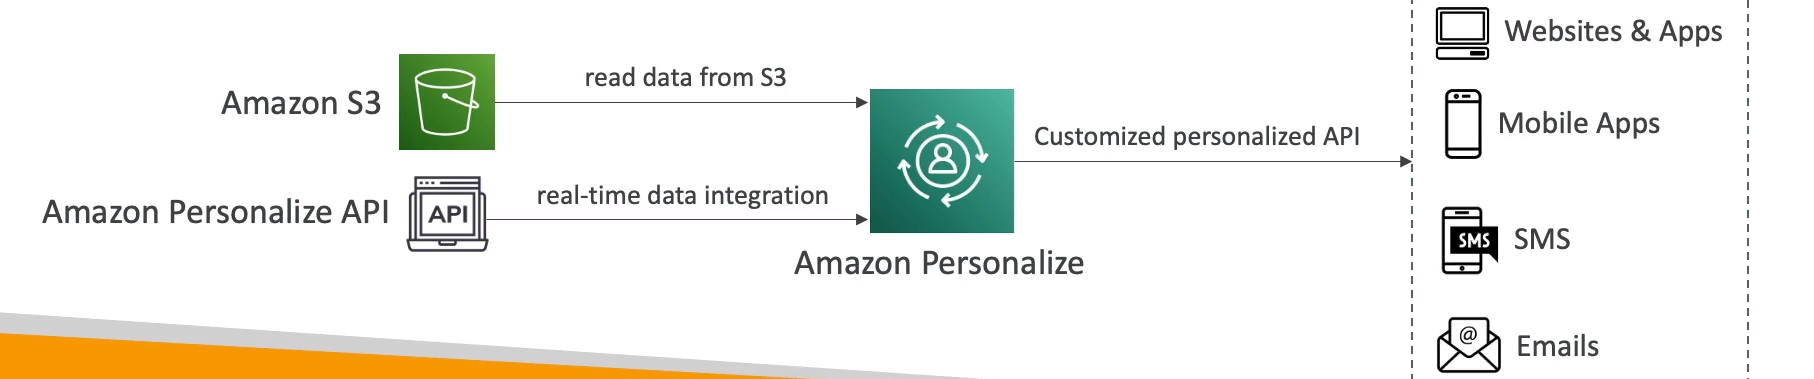 Amazon S3
read data from S3
Amazon Personalize API
API
real-time data integration
Amazon Personalize
Customized personalized API
Websites & Apps
Mobile Apps
SMS
SMS
@
Emails